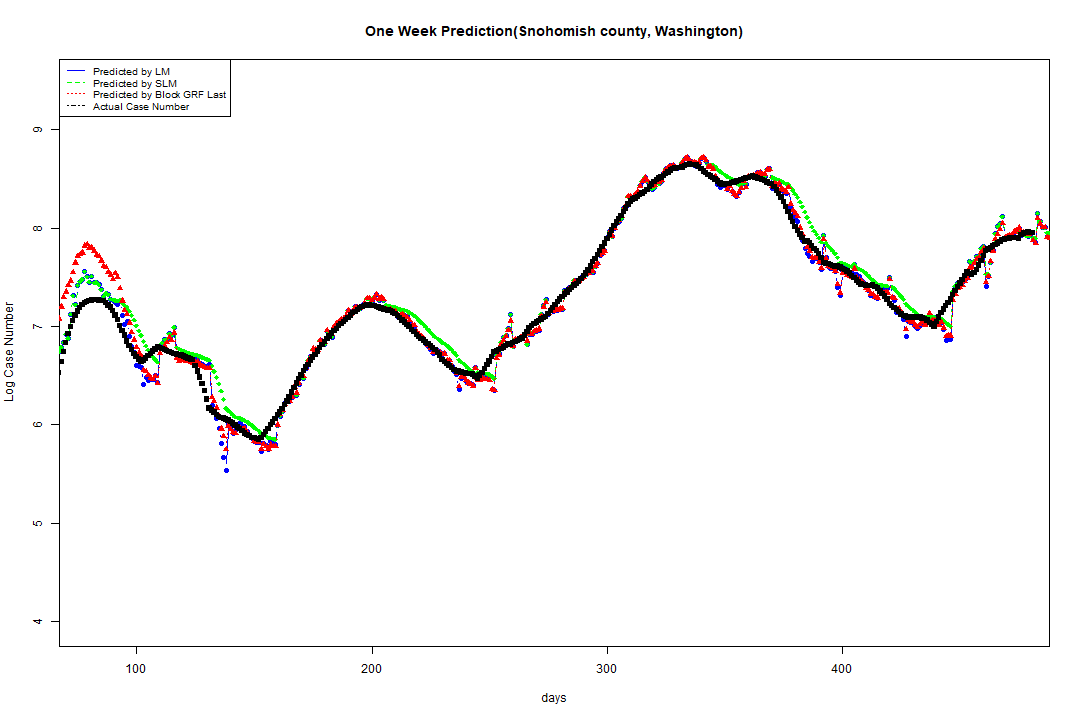 One Week Prediction(Snohomish county, Washington)
Predicted by LM
Predicted by SLM
Predicted by Block GRF Last
Actual Case Number
9
8
7
6
5
4
Log Case Number
100 200 300 400
days